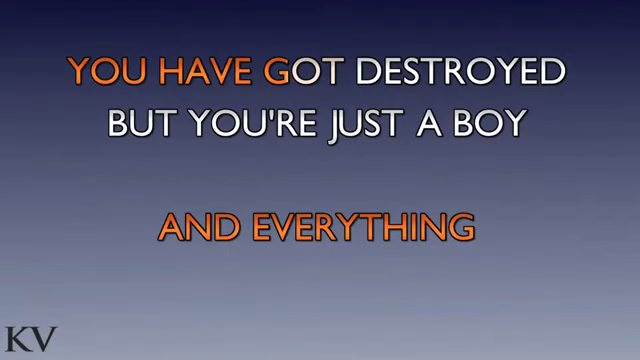 YOU HAVE GOT DESTROYED
BUT YOU'RE JUST A BOY
AND EVERYTHING
KV